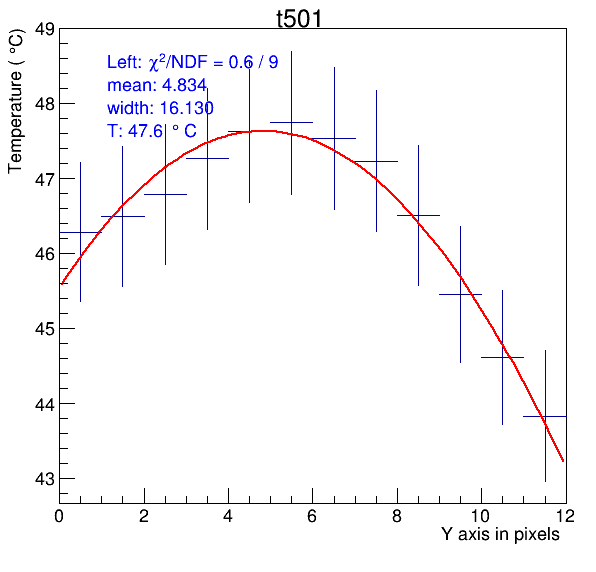 t501
Left: χ²/NDF = 0.6 / 9
mean: 4.834
width: 16.130
T: 47.6 ° C
Temperature ( °C)
49
48
47
46
45
44
43
0 2 4 6 8 10 12
Y axis in pixels